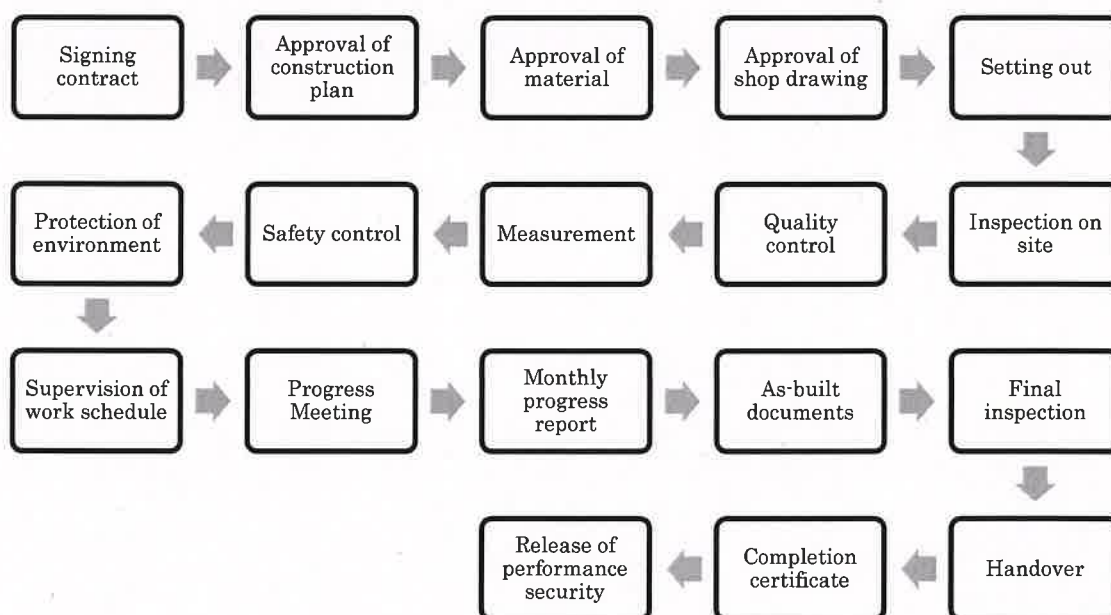 Signing
contract
Approval of
construction
plan
Approval of
material
Approval of
shop drawing
Setting out
Inspection on
site
Quality
control
Measurement
Safety control
Protection of
environment
Supervision of
work schedule
Progress
Meeting
Monthly
progress
report
As-built
documents
Final
inspection
Handover
Completion
certificate
Release of
performance
security